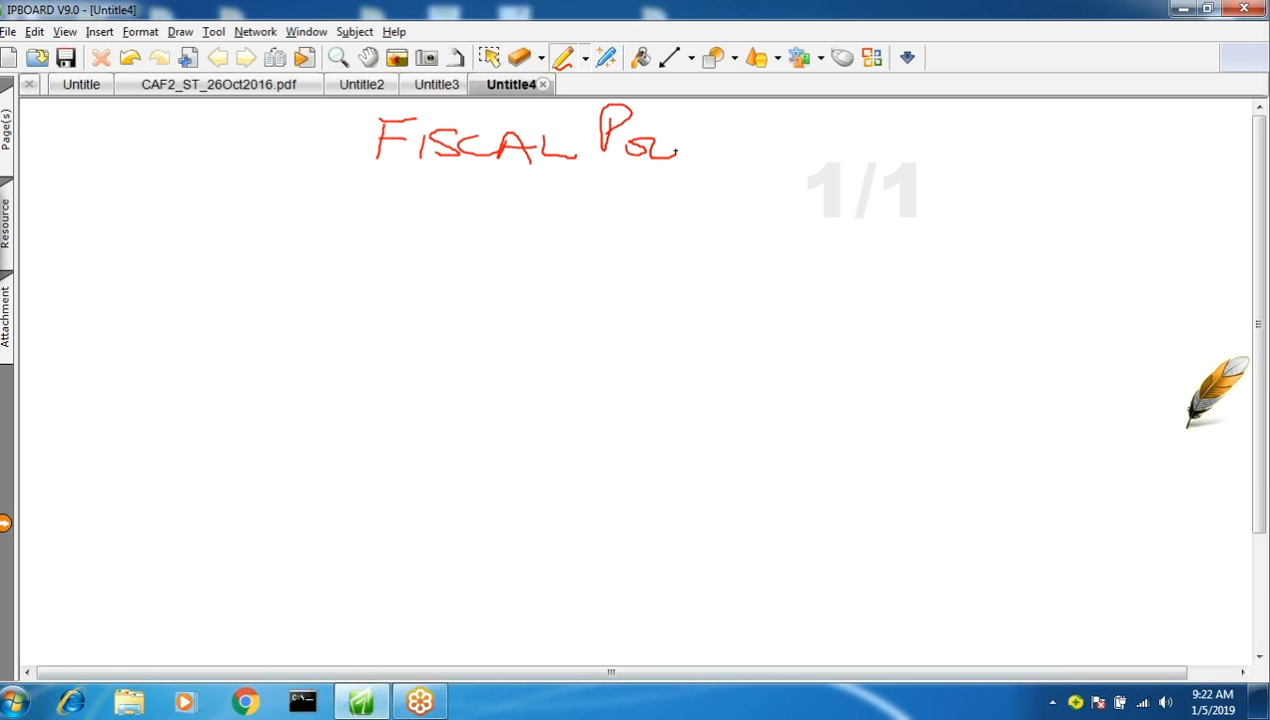 IPBOARD V9.0 - [Untitle4]
File Edit View Insert Format Draw Tool Network Window Subject Help
Untitle CAF2_ST_26Oct2016.pdf Untitle2 Untitle3 Untitle4
Page(s)
Resource
Attachment
FISCAL POL
1/1
9:22 AM
1/5/2019